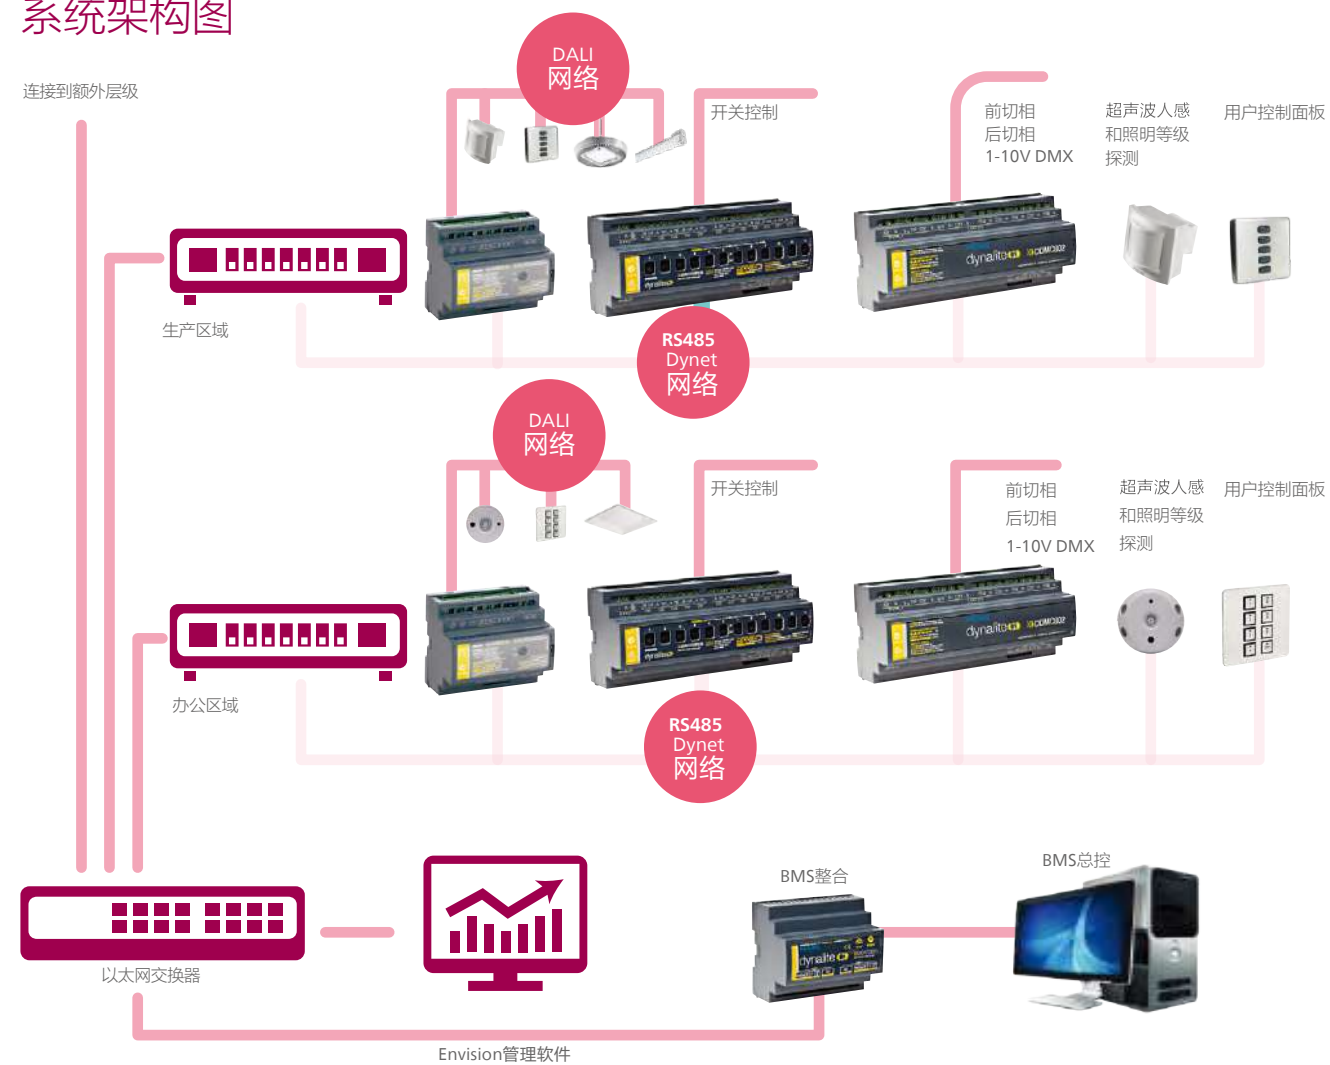 系统架构图
连接到额外层级
DALI
网络
开关控制
前切相
后切相
1-10V DMX
超声波人感
和照明等级
探测
用户控制面板
dynalite
dynalite
生产区域
RS485
Dynet
网络
DALI
网络
开关控制
前切相
后切相
1-10V DMX
超声波人感
和照明等级
探测
用户控制面板
dynalite
dynalite
办公区域
RS485
Dynet
网络
BMS整合
BMS总控
dynalite
以太网交换器
Envision管理软件